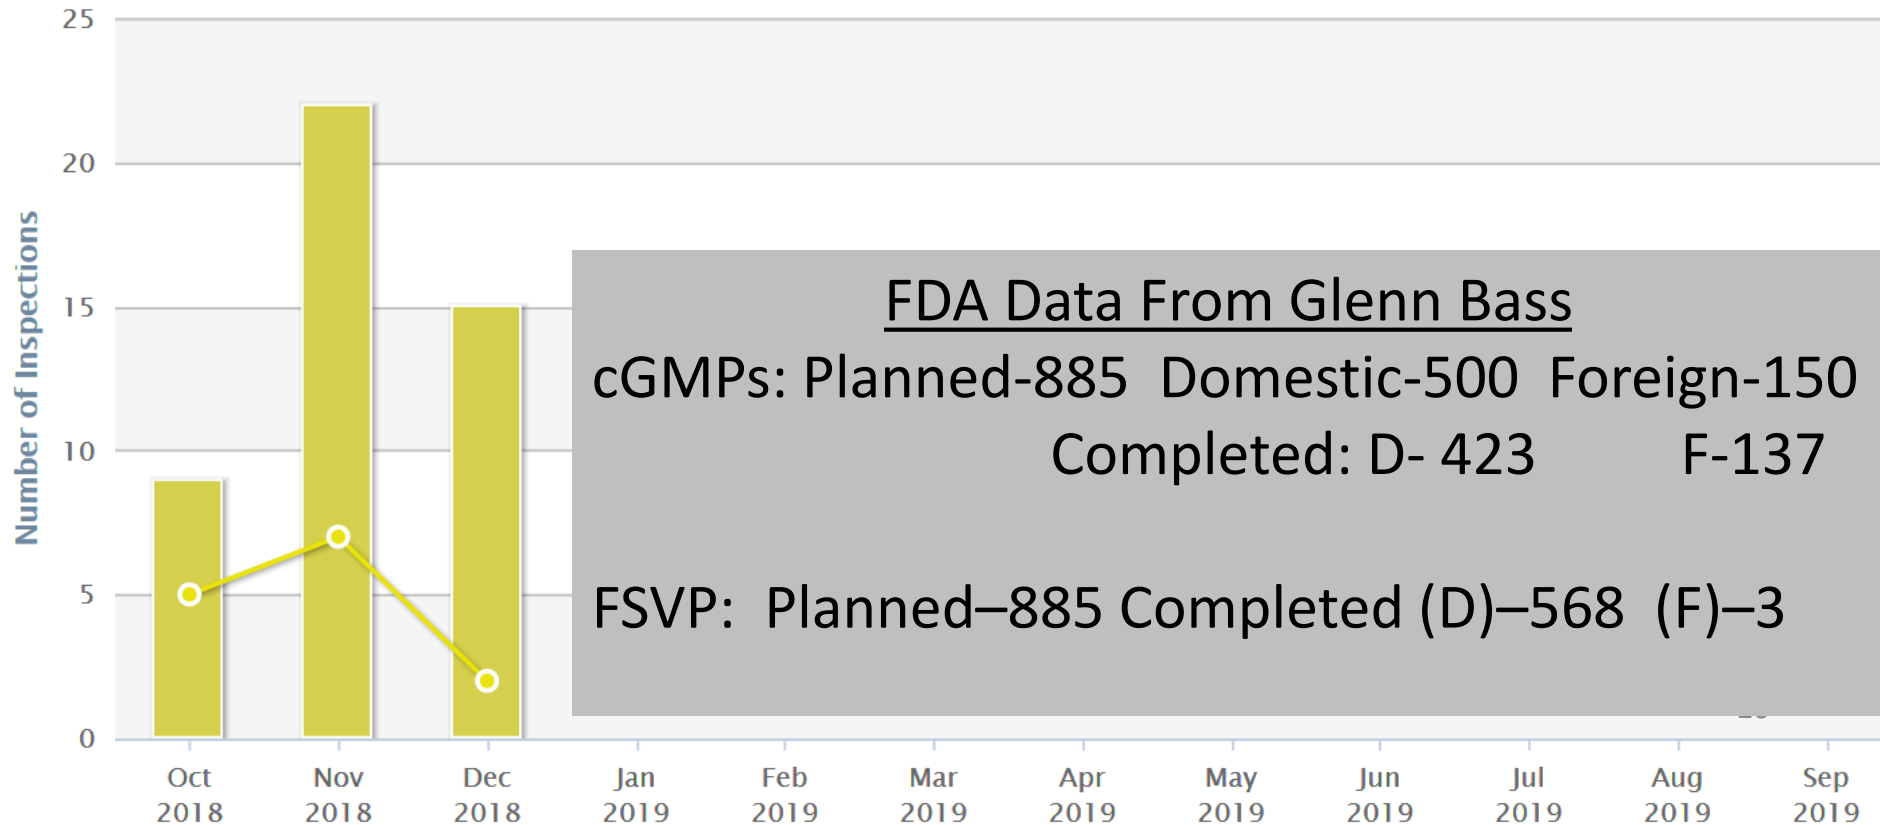 25
20
15
10
5
0
Number of Inspections
FDA Data From Glenn Bass
cGMPs: Planned-885 Domestic-500 Foreign-150
Completed: D- 423 F-137
FSVP: Planned–885 Completed (D)–568 (F)–3
Oct Nov Dec Jan Feb Mar Apr May Jun Jul Aug Sep
2018 2018 2018 2019 2019 2019 2019 2019 2019 2019 2019 2019